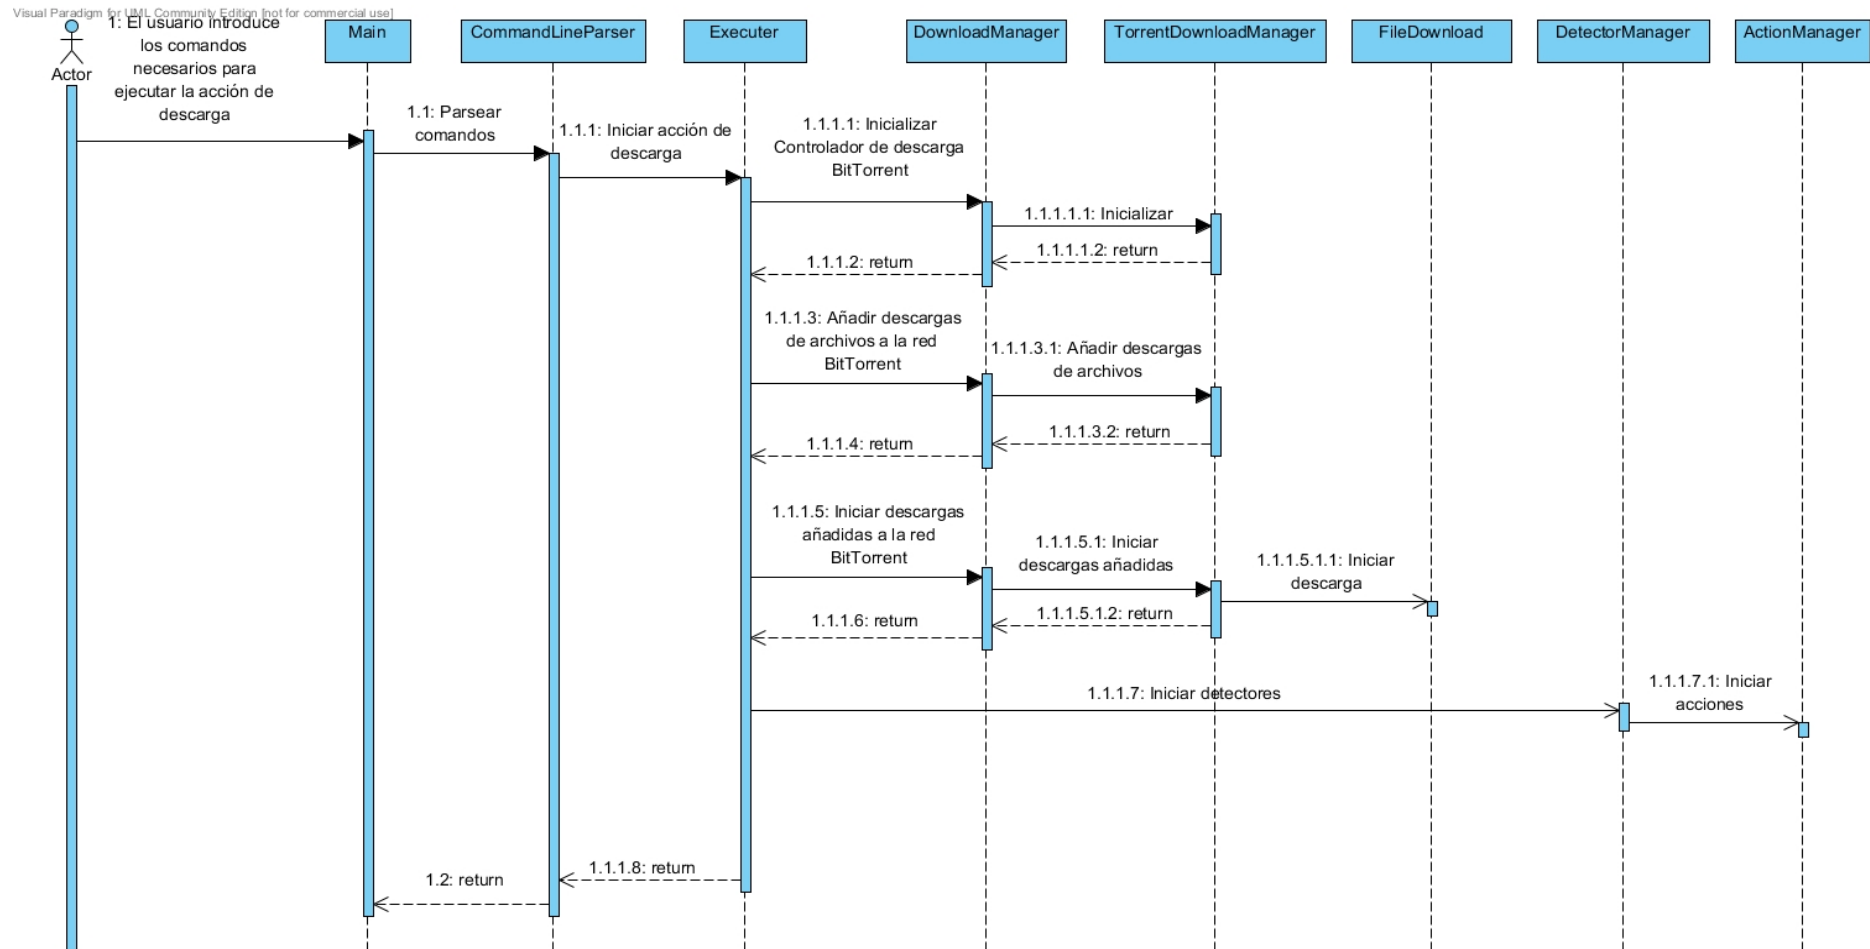 Visual Paradigm for UML Community Edition [not for commercial use]
1: El usuario introduce
los comandos
necesarios para
ejecutar la acción de
descarga
Actor
Main
CommandLineParser
Executer
DownloadManager
TorrentDownloadManager
FileDownload
DetectorManager
ActionManager
1.1: Parsear
comandos
1.1.1: Iniciar acción de
descarga
1.1.1.1: Inicializar
Controlador de descarga
BitTorrent
1.1.1.1.1: Inicializar
1.1.1.1.2: return
1.1.1.2: return
1.1.1.3: Añadir descargas
de archivos a la red
BitTorrent
1.1.1.3.1: Añadir descargas
de archivos
1.1.1.3.2: return
1.1.1.4: return
1.1.1.5: Iniciar descargas
añadidas a la red
BitTorrent
1.1.1.5.1: Iniciar
descargas añadidas
1.1.1.5.1.1: Iniciar
descarga
1.1.1.5.1.2: return
1.1.1.6: return
1.1.1.7: Iniciar detectores
1.1.1.7.1: Iniciar
acciones
1.1.1.8: return
1.2: return